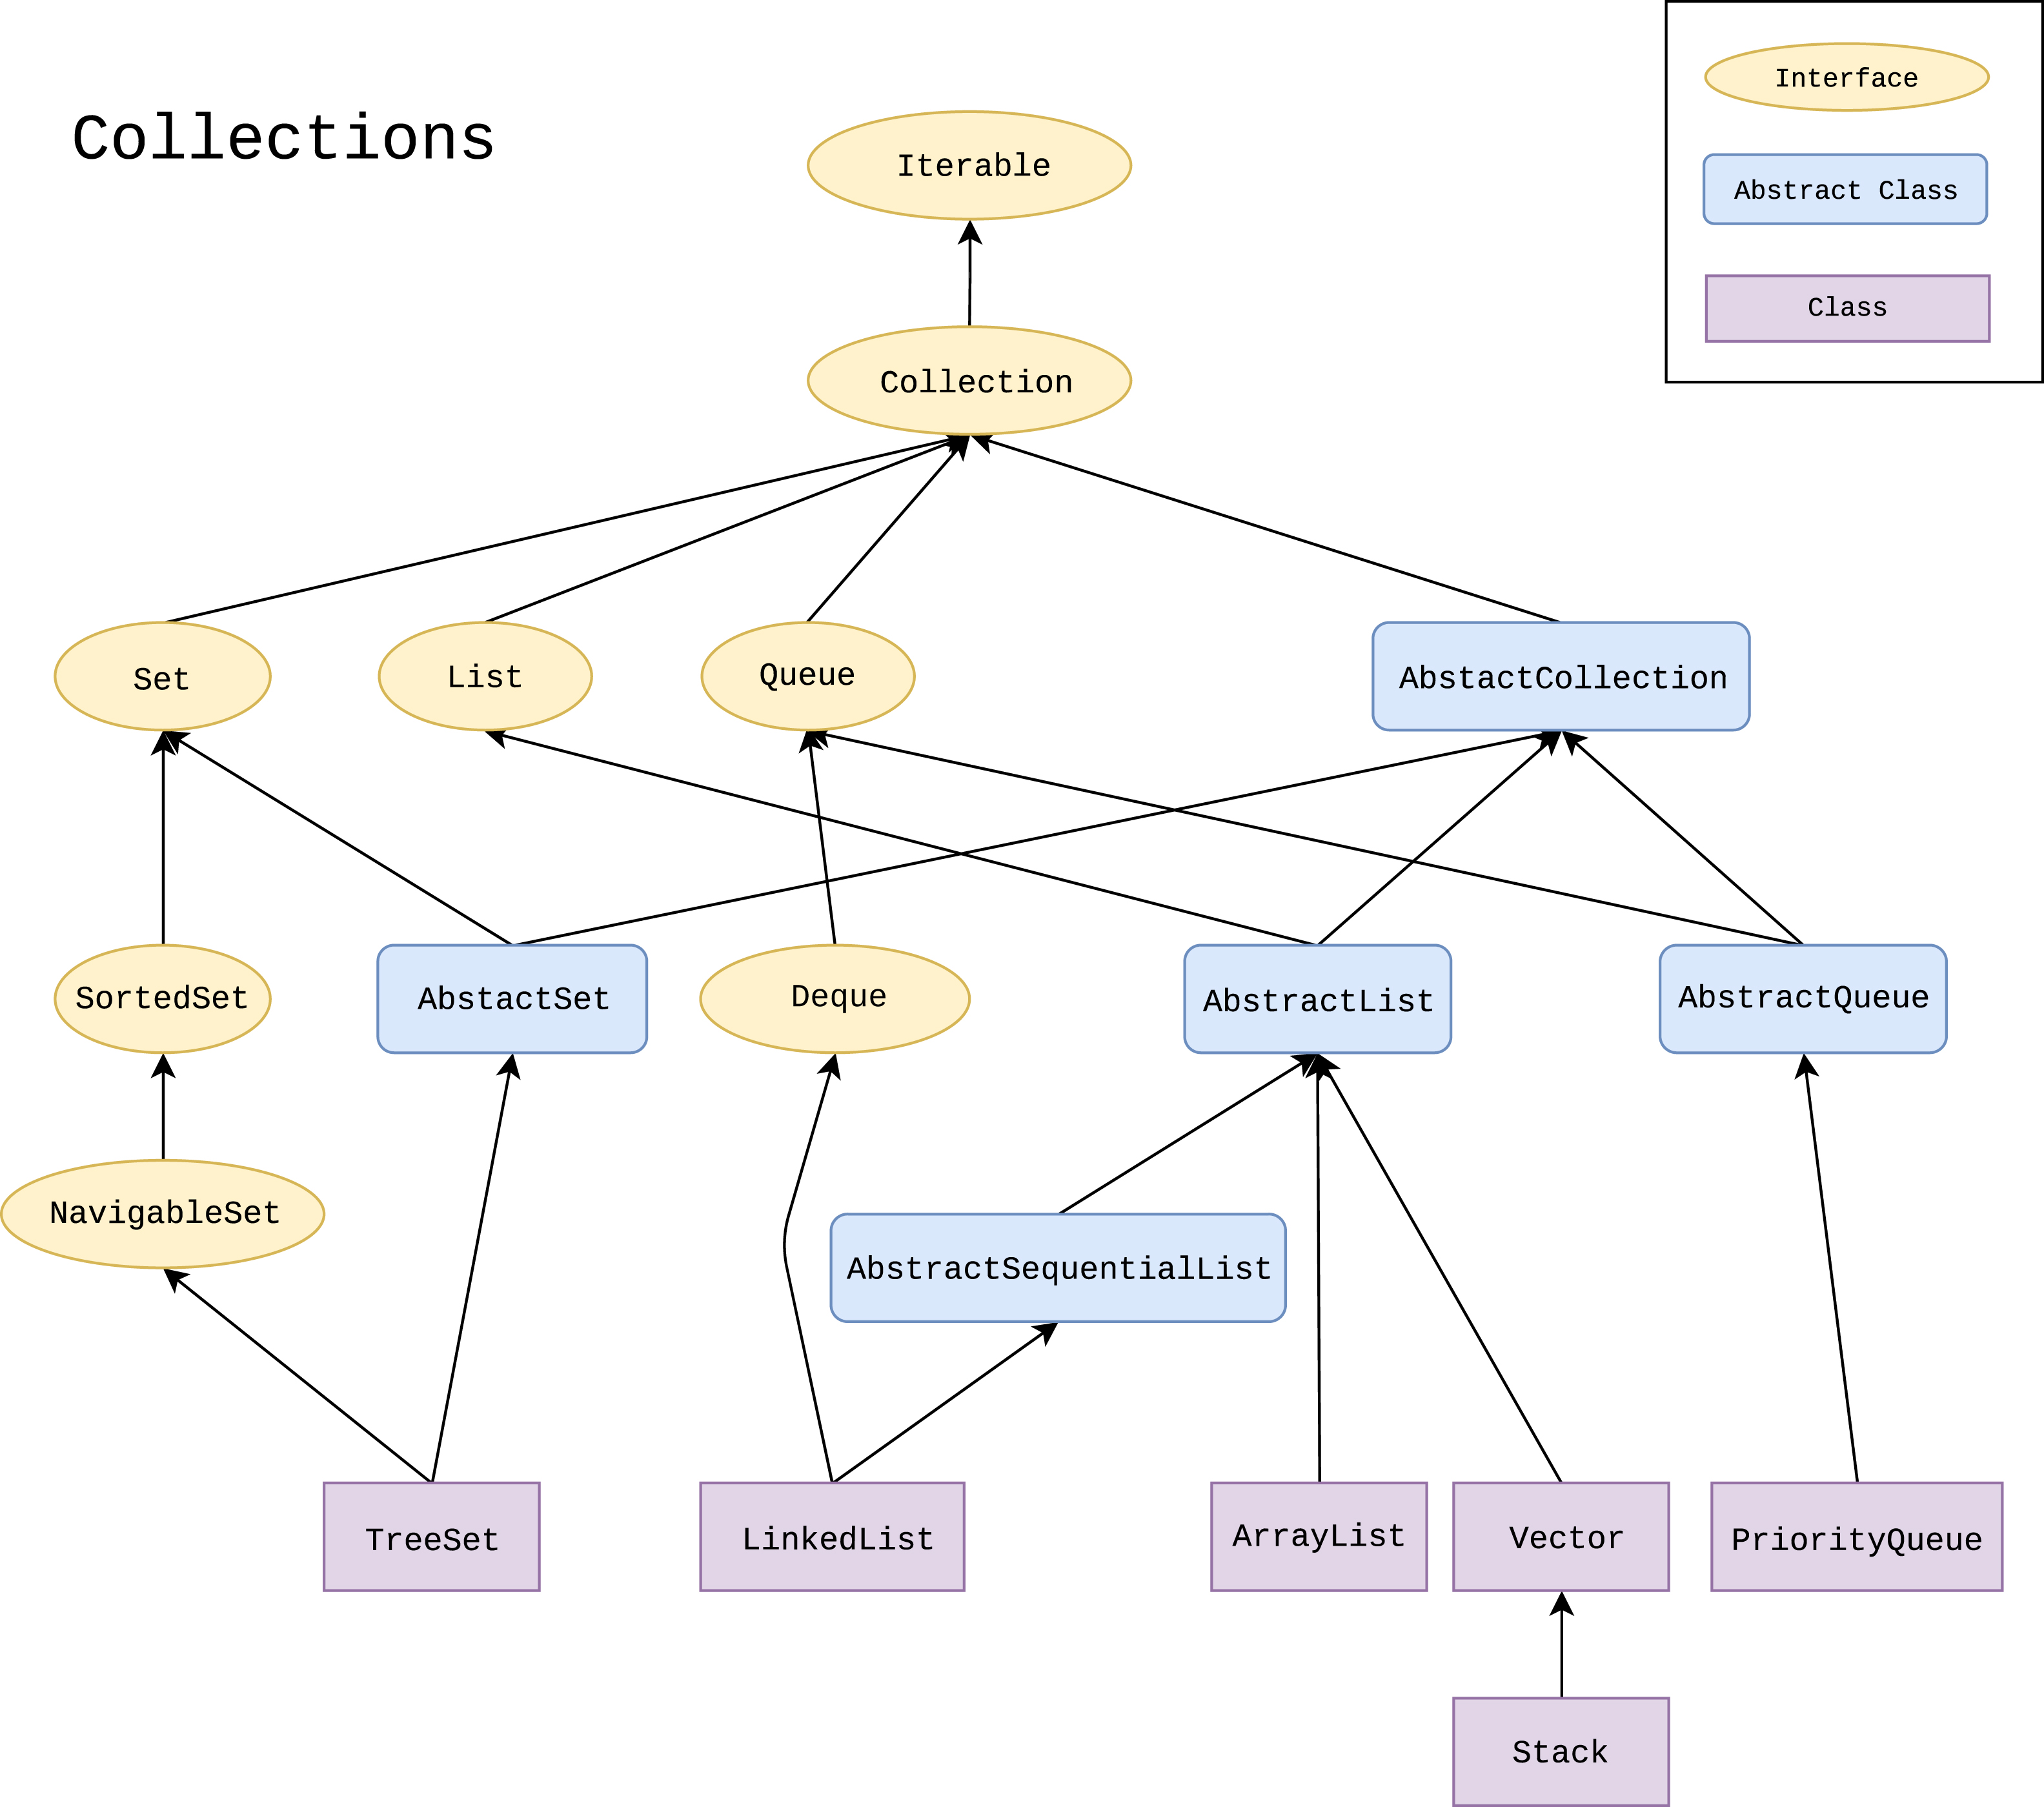 Collections
Interface
Abstract Class
Class
Iterable
Collection
Set
List
Queue
AbstactCollection
SortedSet
AbstactSet
Deque
AbstractList
AbstractQueue
NavigableSet
AbstractSequentialList
TreeSet
LinkedList
ArrayList
Vector
PriorityQueue
Stack